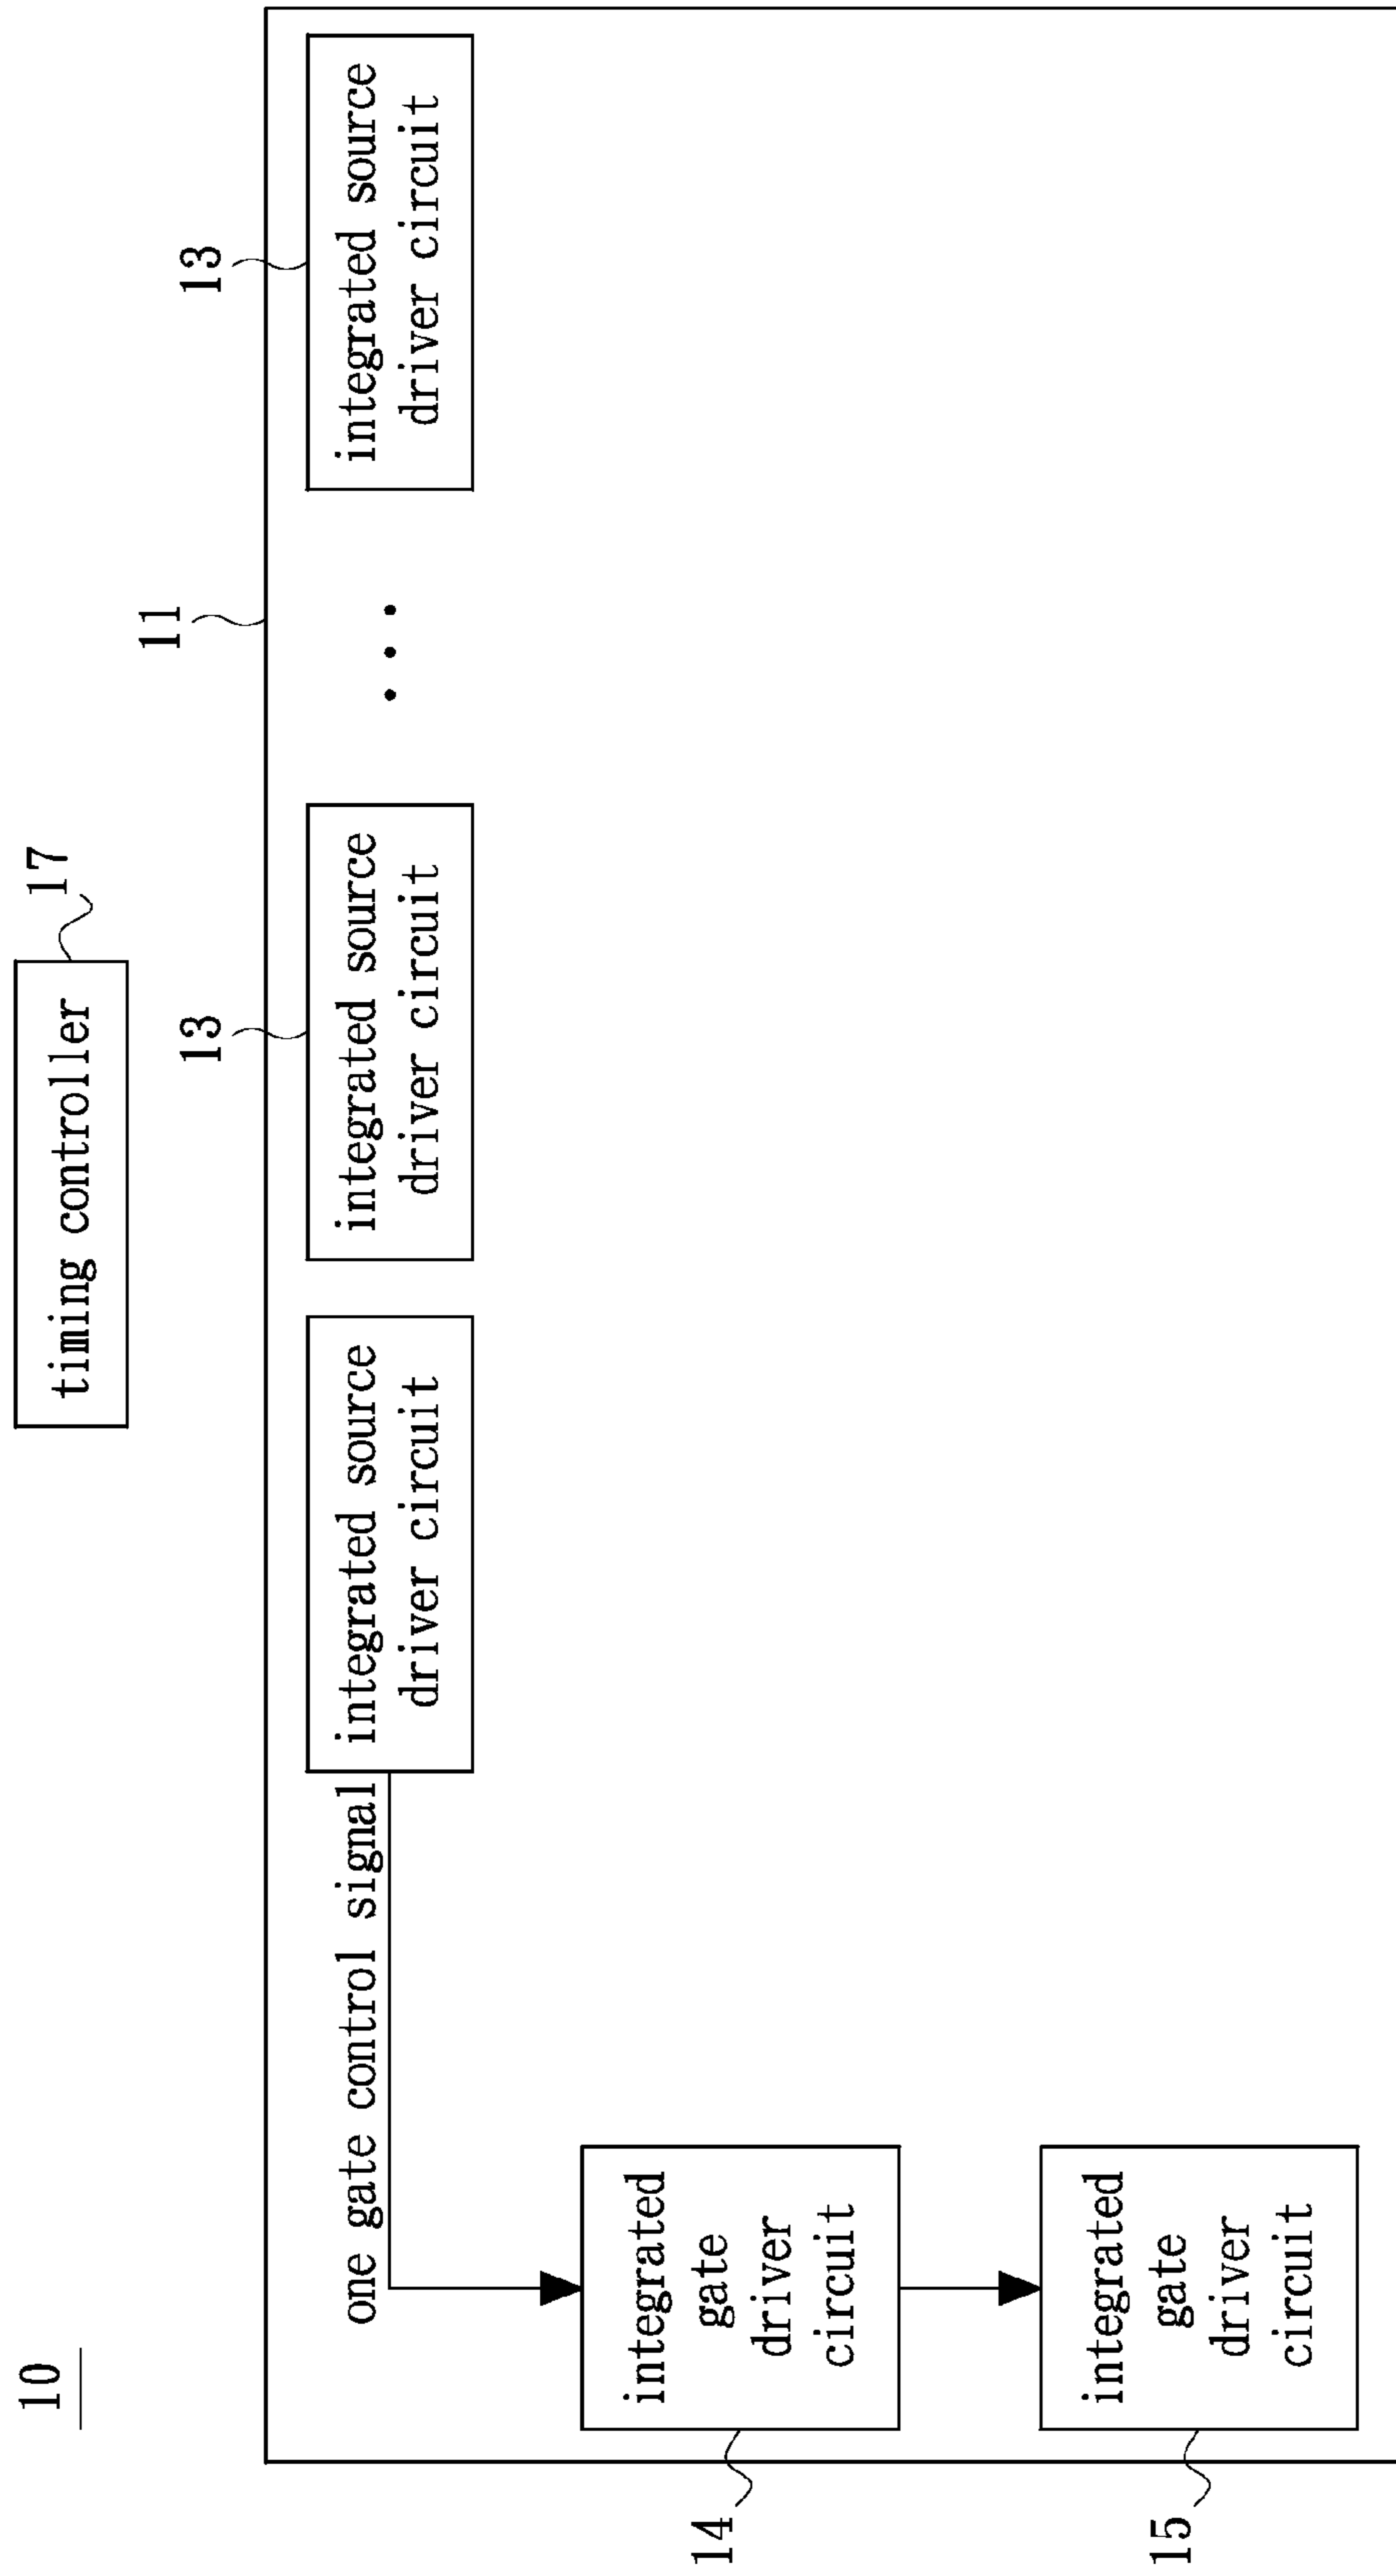 10
timing controller
17
11
13
13
one gate control signal
integrated source
driver circuit
integrated source
driver circuit
...
integrated source
driver circuit
14
integrated
gate
driver
circuit
15
integrated
gate
driver
circuit